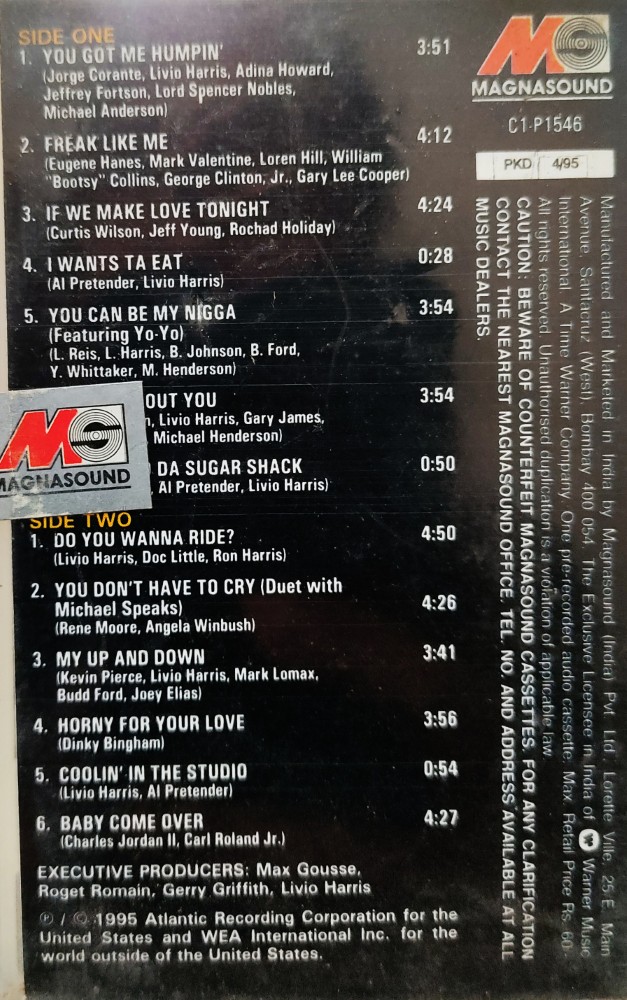 SIDE ONE
1. YOU GOT ME HUMPIN' 3:51
(Jorge Corante, Livio Harris, Adina Howard,
Jeffrey Fortson, Lord Spencer Nobles,
Michael Anderson)
2. FREAK LIKE ME 4:12
(Eugene Hanes, Mark Valentine, Loren Hill, William
"Bootsy" Collins, George Clinton, Jr., Gary Lee Cooper)
3. IF WE MAKE LOVE TONIGHT 4:24
(Curtis Wilson, Jeff Young, Rochad Holiday)
4. I WANTS TA EAT 0:28
(Al Pretender, Livio Harris)
5. YOU CAN BE MY NIGGA 3:54
(Featuring Yo-Yo)
(L. Reis, L. Harris, B. Johnson, B. Ford,
Y. Whittaker, M. Henderson)
OUT YOU 3:54
, Livio Harris, Gary James,
Michael Henderson)
DA SUGAR SHACK 0:50
, Al Pretender, Livio Harris)
MG
MAGNASOUND
SIDE TWO
1. DO YOU WANNA RIDE? 4:50
(Livio Harris, Doc Little, Ron Harris)
2. YOU DON'T HAVE TO CRY (Duet with
Michael Speaks) 4:26
(Rene Moore, Angela Winbush)
3. MY UP AND DOWN 3:41
(Kevin Pierce, Livio Harris, Mark Lomax,
Budd Ford, Joey Elias)
4. HORNY FOR YOUR LOVE 3:56
(Dinky Bingham)
5. COOLIN' IN THE STUDIO 0:54
(Livio Harris, Al Pretender)
6. BABY COME OVER 4:27
(Charles Jordan II, Carl Roland Jr.)
EXECUTIVE PRODUCERS: Max Gousse,
Roget Romain, Gerry Griffith, Livio Harris
℗ / © 1995 Atlantic Recording Corporation for the
United States and WEA International Inc. for the
world outside of the United States.
MG
MAGNASOUND
C1-P1546
PKD 4/95
Manufactured and Marketed in India by Magnasound (India) Pvt. Ltd., Lorette Ville, 25 E, Main
Avenue, Santacruz (West), Bombay 400 054. The Exclusive Licensee in India of Warner Music
International. A Time Warner Company. One pre-recorded audio cassette. Max. Retail Price Rs. 60.
All rights reserved. Unauthorised duplication is a violation of applicable law.
CAUTION: BEWARE OF COUNTERFEIT MAGNASOUND CASSETTES. FOR ANY CLARIFICATION
CONTACT THE NEAREST MAGNASOUND OFFICE. TEL. NO. AND ADDRESS AVAILABLE AT ALL
MUSIC DEALERS.